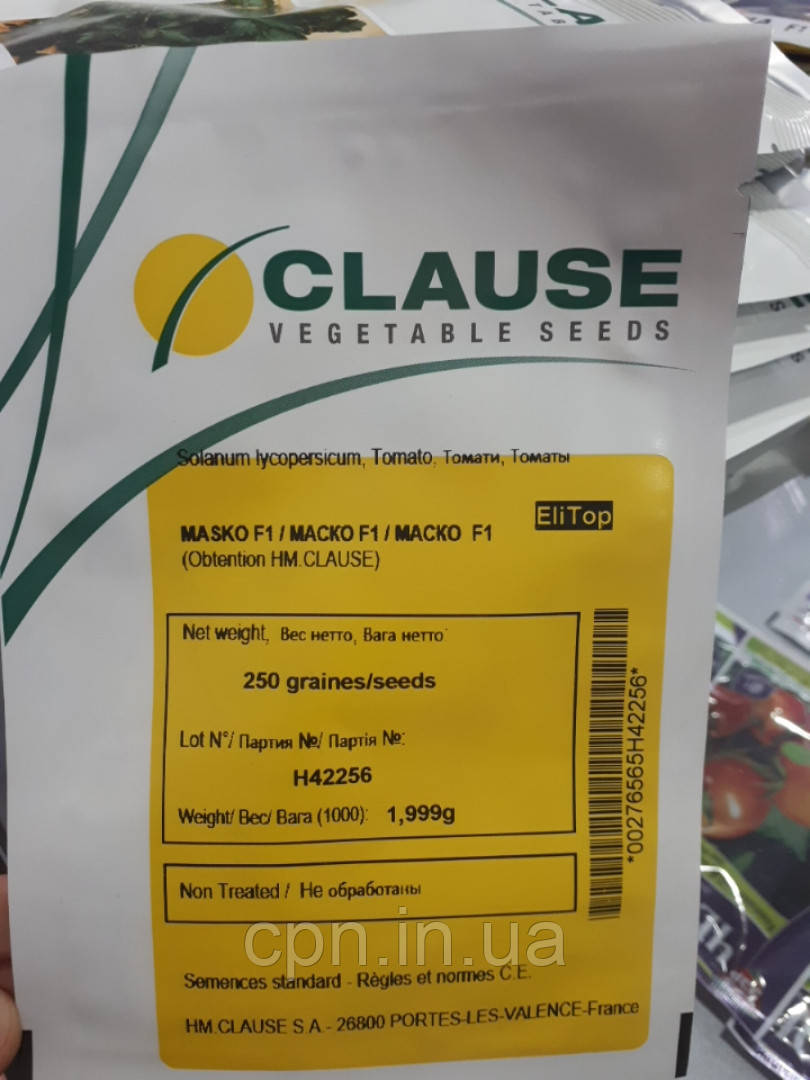 CLAUSE
VEGETABLE SEEDS
Solanum lycopersicum, Tomato, Томати, Томаты
EliTop
MASKO F1 / МАСКО F1 / МАСКО F1
(Obtention HM.CLAUSE)
Net weight, Вес нетто, Вага нетто:
250 graines/seeds
Lot N°/ Партия №/ Партія №:
H42256
Weight/ Вес/ Вага (1000): 1,999g
*00276565H42256*
Non Treated / Не обработаны
cpn.in.ua
Semences standard - Règles et normes C.E.
HM.CLAUSE S.A.- 26800 PORTES-LES-VALENCE-France
F1